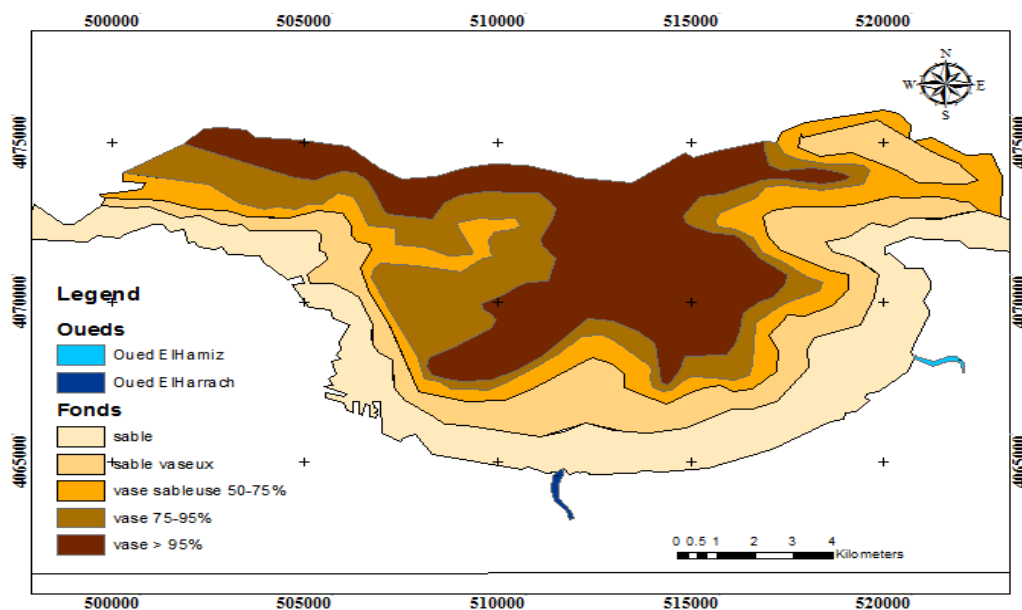 500000 505000 510000 515000 520000
N
W E
S
4075000 4075000
4070000 4070000
4065000 4065000
Legend
Oueds
Oued ElHamiz
Oued ElHarrach
Fonds
sable
sable vaseux
vase sableuse 50-75%
vase 75-95%
vase > 95%
0 0.5 1 2 3 4
Kilometers
500000 505000 510000 515000 520000